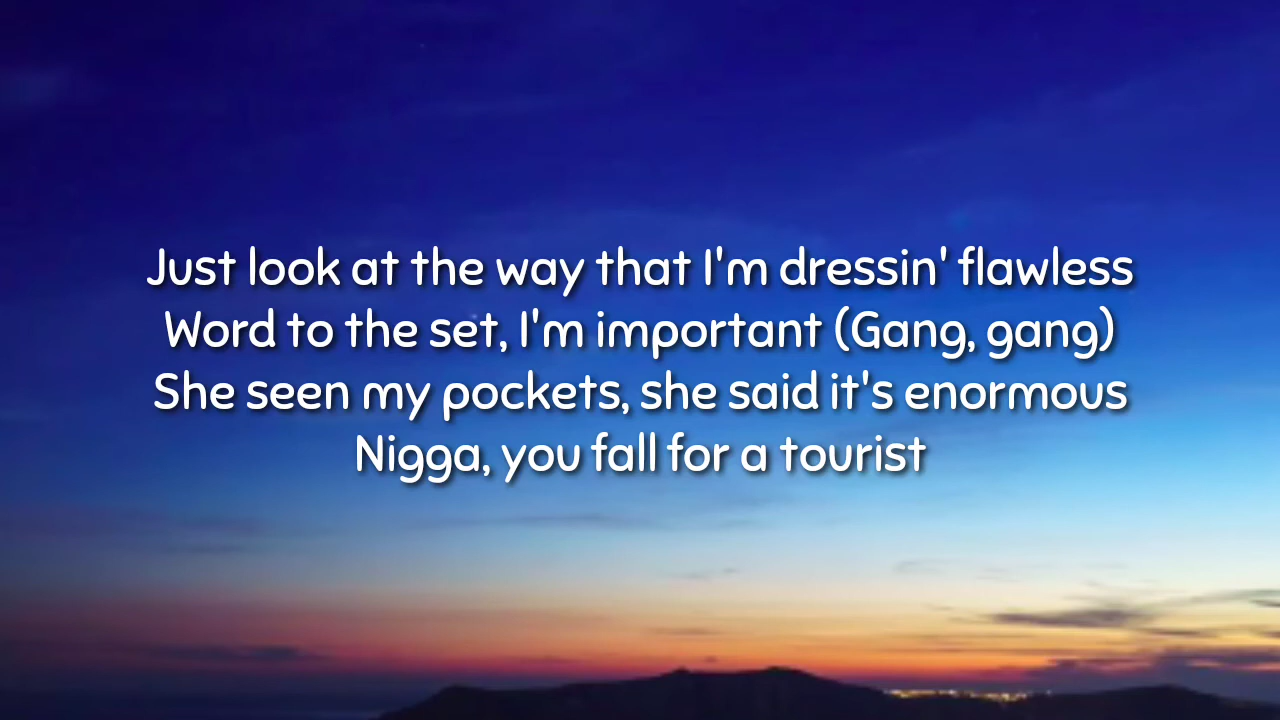 Just look at the way that I'm dressin' flawless
Word to the set, I'm important (Gang, gang)
She seen my pockets, she said it's enormous
Nigga, you fall for a tourist